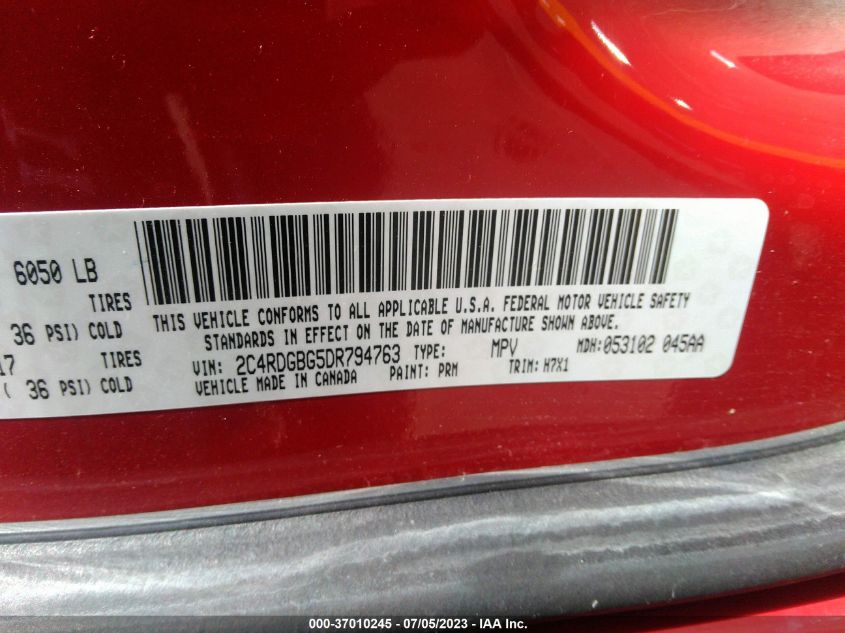 6050 LB
TIRES
36 PSI) COLD
17 TIRES
( 36 PSI) COLD
THIS VEHICLE CONFORMS TO ALL APPLICABLE U.S.A. FEDERAL MOTOR VEHICLE SAFETY
STANDARDS IN EFFECT ON THE DATE OF MANUFACTURE SHOWN ABOVE.
VIN: 2C4RDGBG5DR794763 TYPE: MPV MDH:053102 045AA
VEHICLE MADE IN CANADA PAINT: PRM TRIM: H7X1
000-37010245 - 07/05/2023 - IAA Inc.